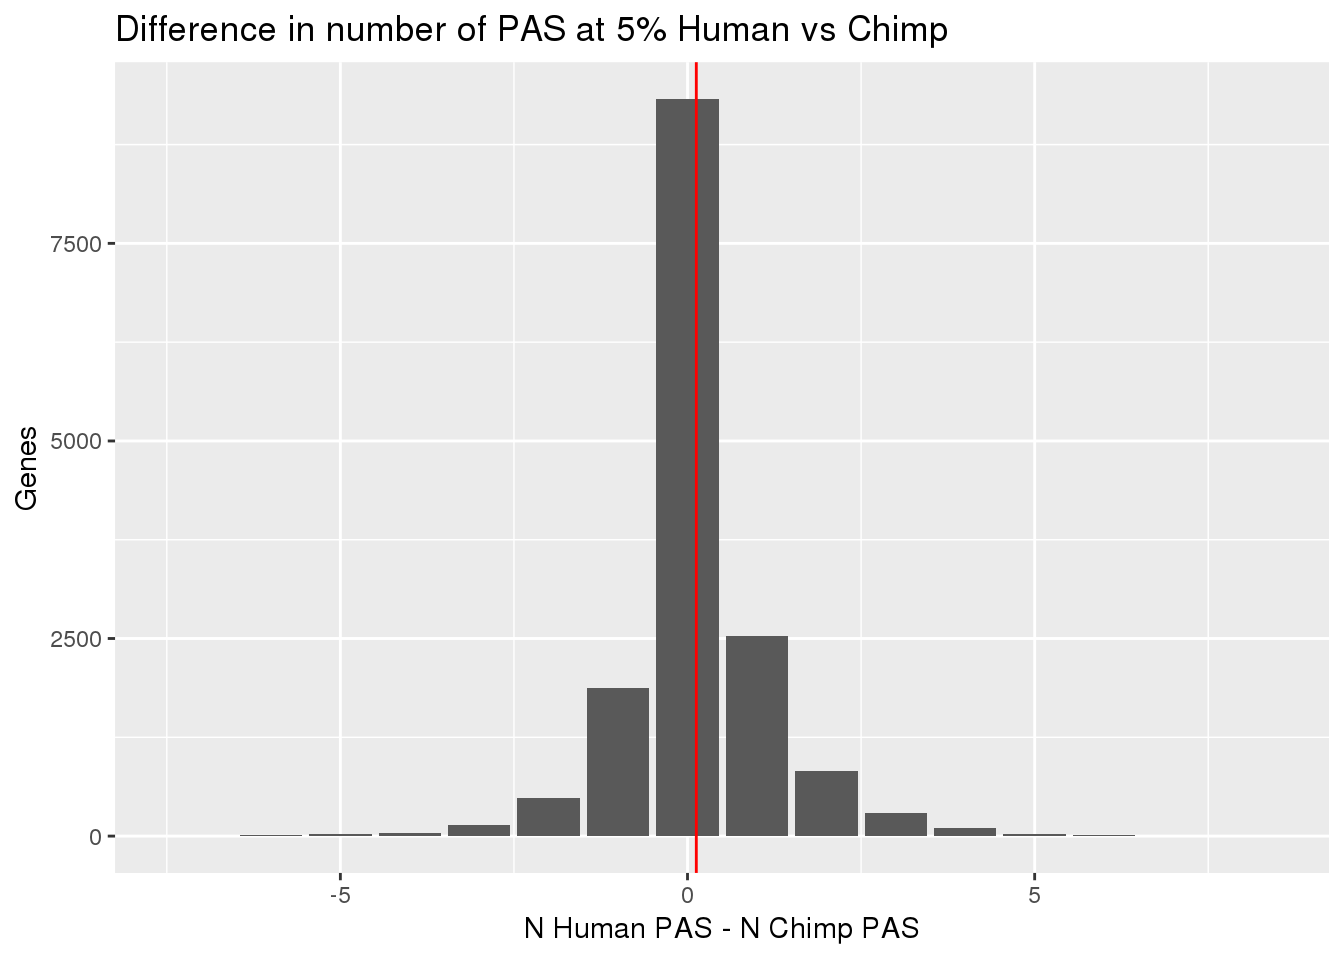 Difference in number of PAS at 5% Human vs Chimp
Genes
7500
5000
2500
0
-5
0
5
N Human PAS - N Chimp PAS